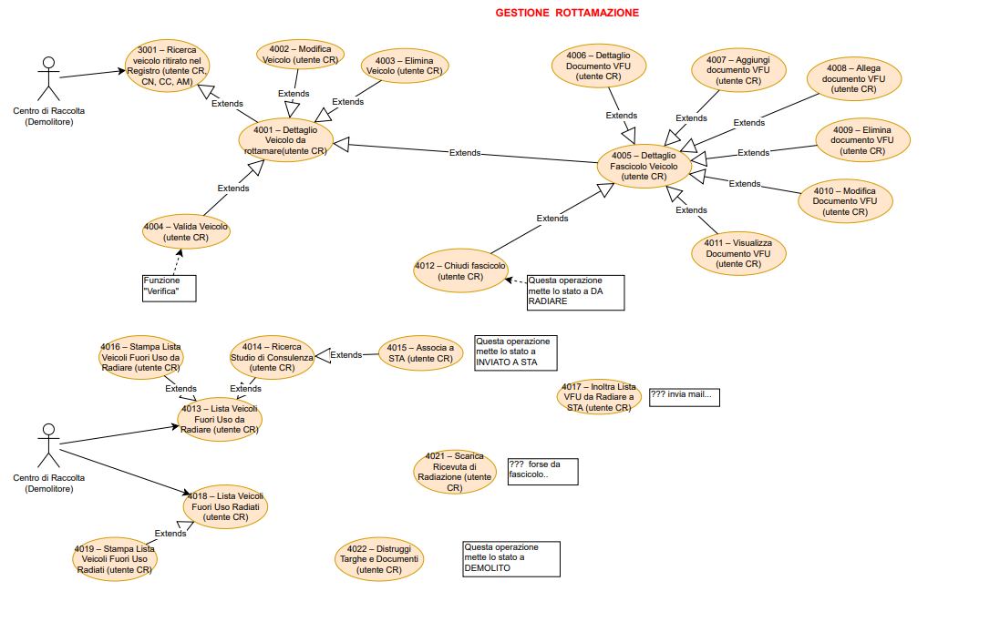 GESTIONE ROTTAMAZIONE
3001 – Ricerca
veicolo ritirato nel
Registro (utente CR,
CN, CC, AM)
4002 – Modifica
Veicolo (utente CR)
4003 – Elimina
Veicolo (utente CR)
Centro di Raccolta
(Demolitore)
Extends
Extends
Extends
4001 – Dettaglio
Veicolo da
rottamare(utente CR)
Extends
4004 – Valida Veicolo
(utente CR)
Funzione
"Verifica"
Extends
4006 – Dettaglio
Documento VFU
(utente CR)
4007 – Aggiungi
documento VFU
(utente CR)
4008 – Allega
documento VFU
(utente CR)
Extends
Extends
Extends
4009 – Elimina
documento VFU
(utente CR)
Extends
4005 – Dettaglio
Fascicolo Veicolo
(utente CR)
Extends
4010 – Modifica
Documento VFU
(utente CR)
Extends
4011 – Visualizza
Documento VFU
(utente CR)
Extends
4012 – Chiudi fascicolo
(utente CR)
Questa operazione
mette lo stato a DA
RADIARE
4016 – Stampa Lista
Veicoli Fuori Uso da
Radiare (utente CR)
4014 – Ricerca
Studio di Consulenza
(utente CR)
Extends
4015 – Associa a
STA (utente CR)
Questa operazione
mette lo stato a
INVIATO A STA
Extends
Extends
4013 – Lista Veicoli
Fuori Uso da
Radiare (utente CR)
4017 – Inoltra Lista
VFU da Radiare a
STA (utente CR)
??? invia mail...
Centro di Raccolta
(Demolitore)
4021 – Scarica
Ricevuta di
Radiazione (utente
CR)
??? forse da
fascicolo..
4018 – Lista Veicoli
Fuori Uso Radiati
(utente CR)
Extends
4019 – Stampa Lista
Veicoli Fuori Uso
Radiati (utente CR)
4022 – Distruggi
Targhe e Documenti
(utente CR)
Questa operazione
mette lo stato a
DEMOLITO